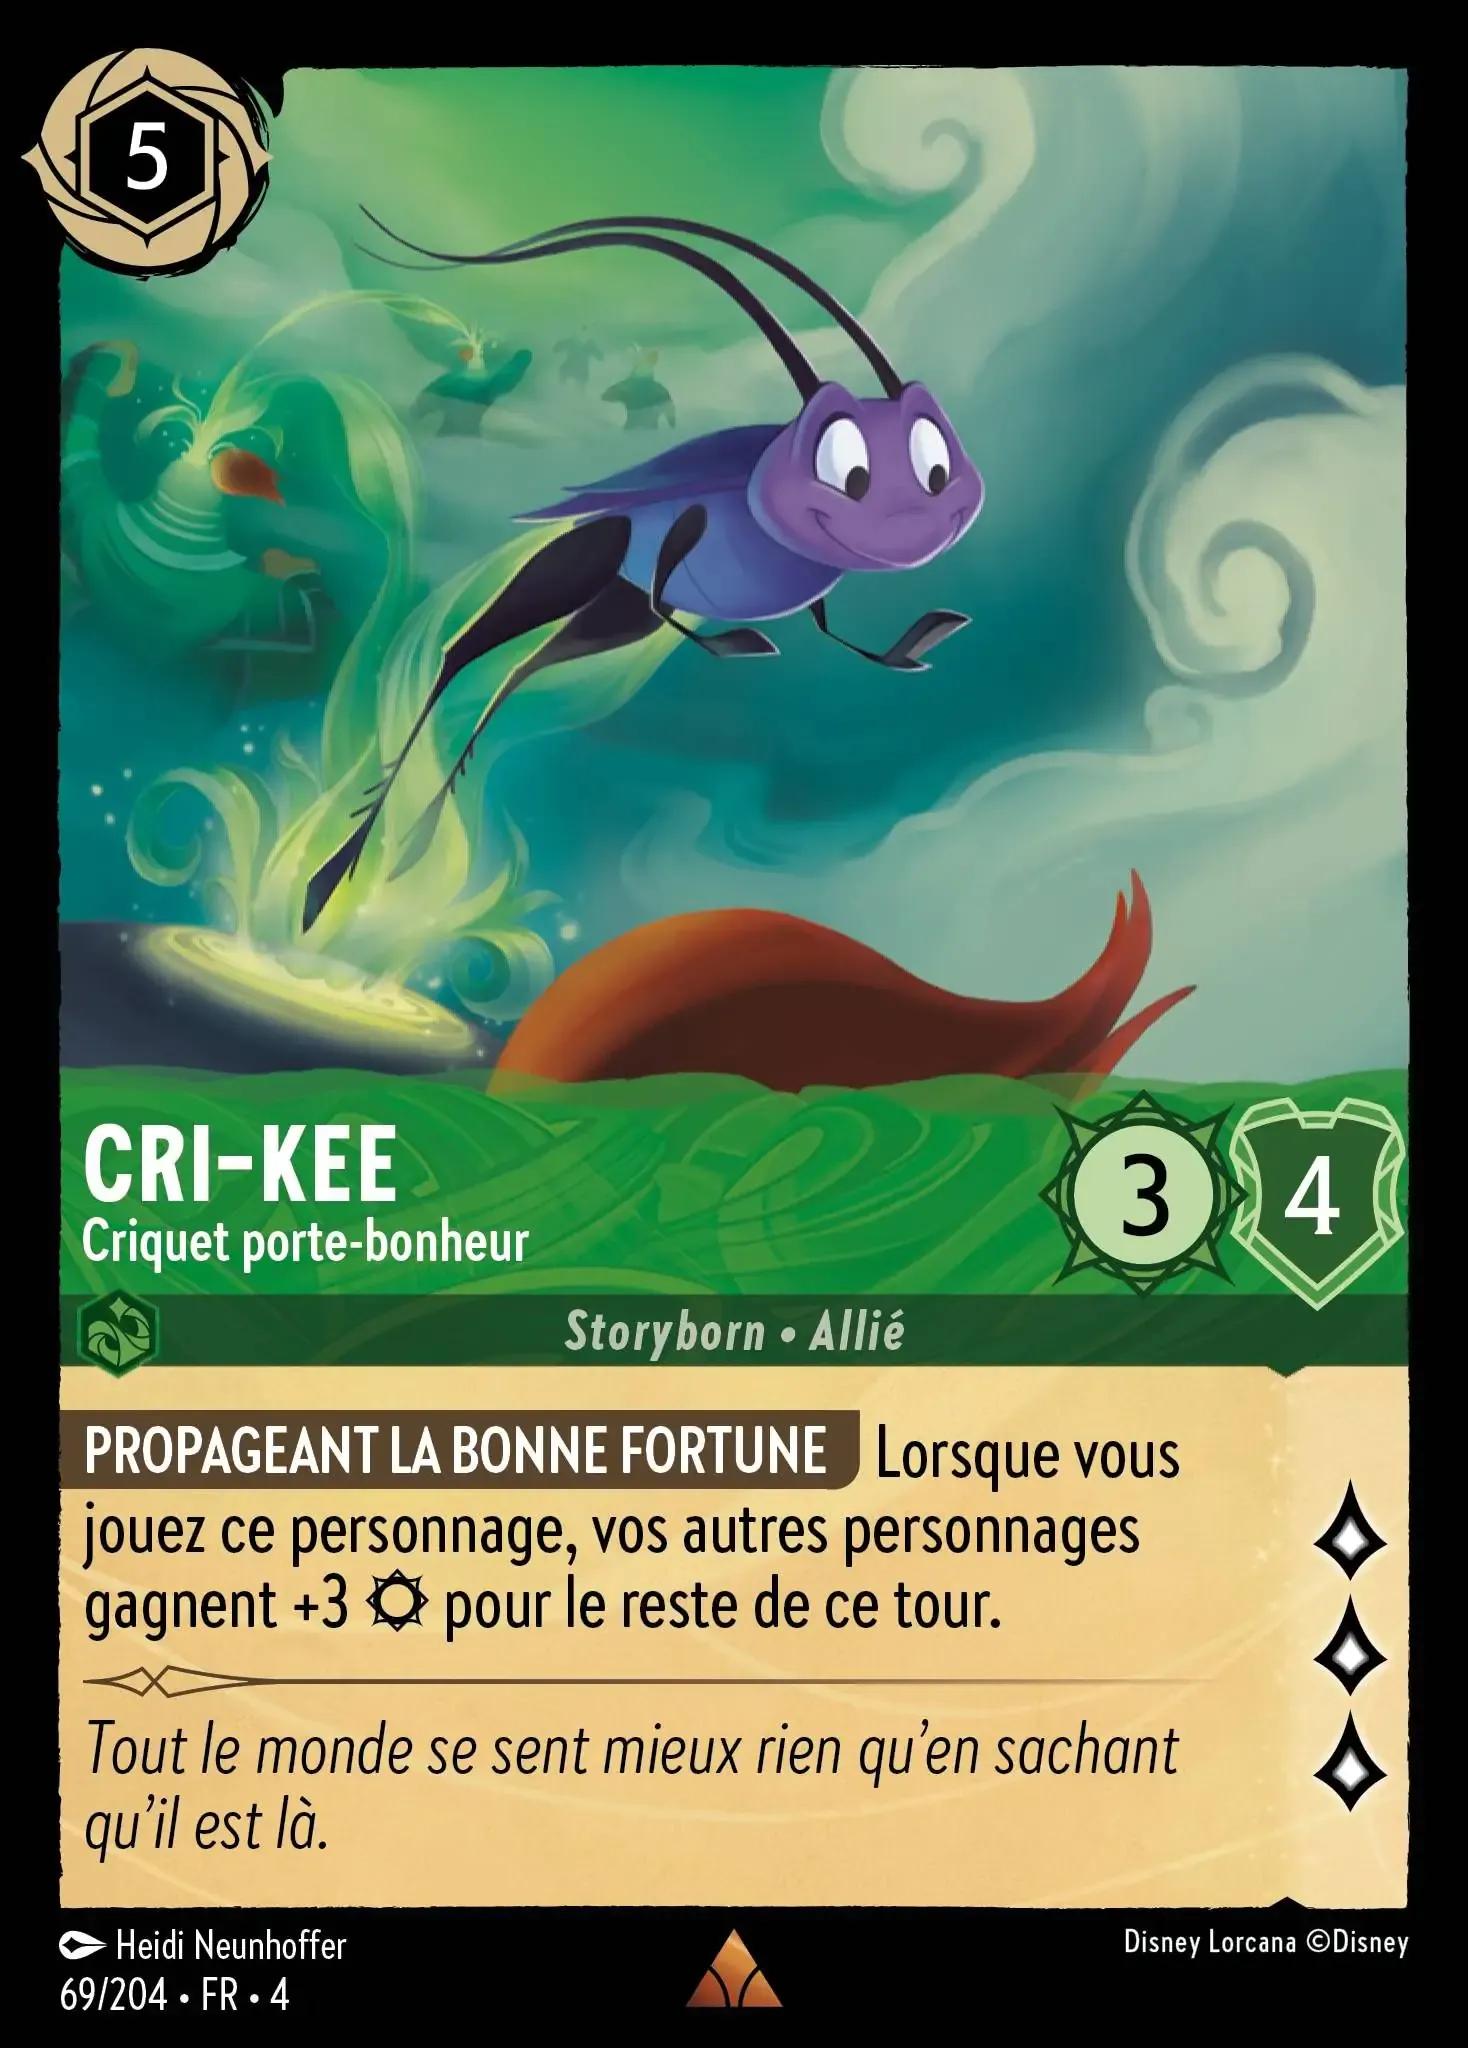 5
CRI-KEE
Criquet porte-bonheur
3
4
Storyborn • Allié
PROPAGEANT LA BONNE FORTUNE Lorsque vous
jouez ce personnage, vos autres personnages
gagnent +3 pour le reste de ce tour.
Tout le monde se sent mieux rien qu'en sachant
qu'il est là.
Heidi Neunhoffer
69/204 • FR • 4
Disney Lorcana ©Disney